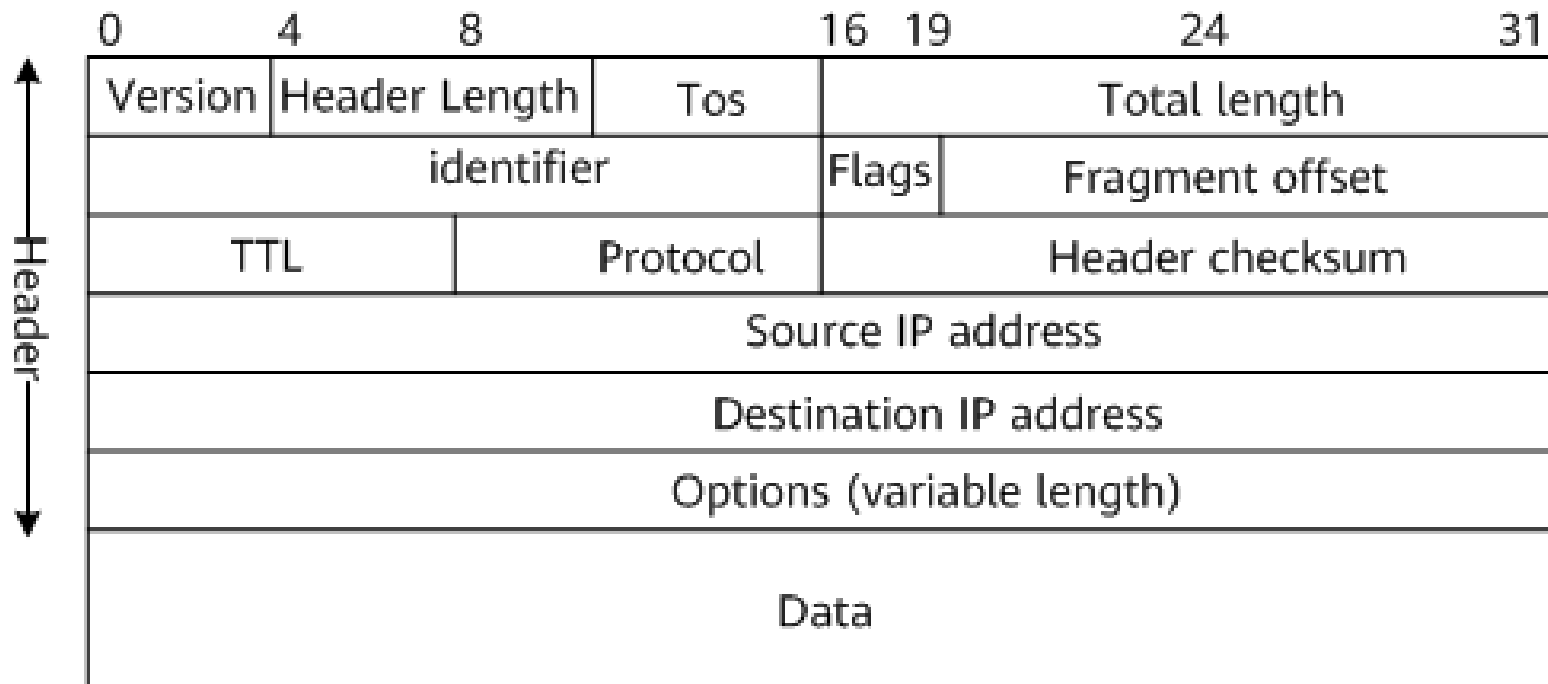 0 4 8 16 19 24 31
Version Header Length Tos Total length
identifier Flags Fragment offset
TTL Protocol Header checksum
Header
Source IP address
Destination IP address
Options (variable length)
Data